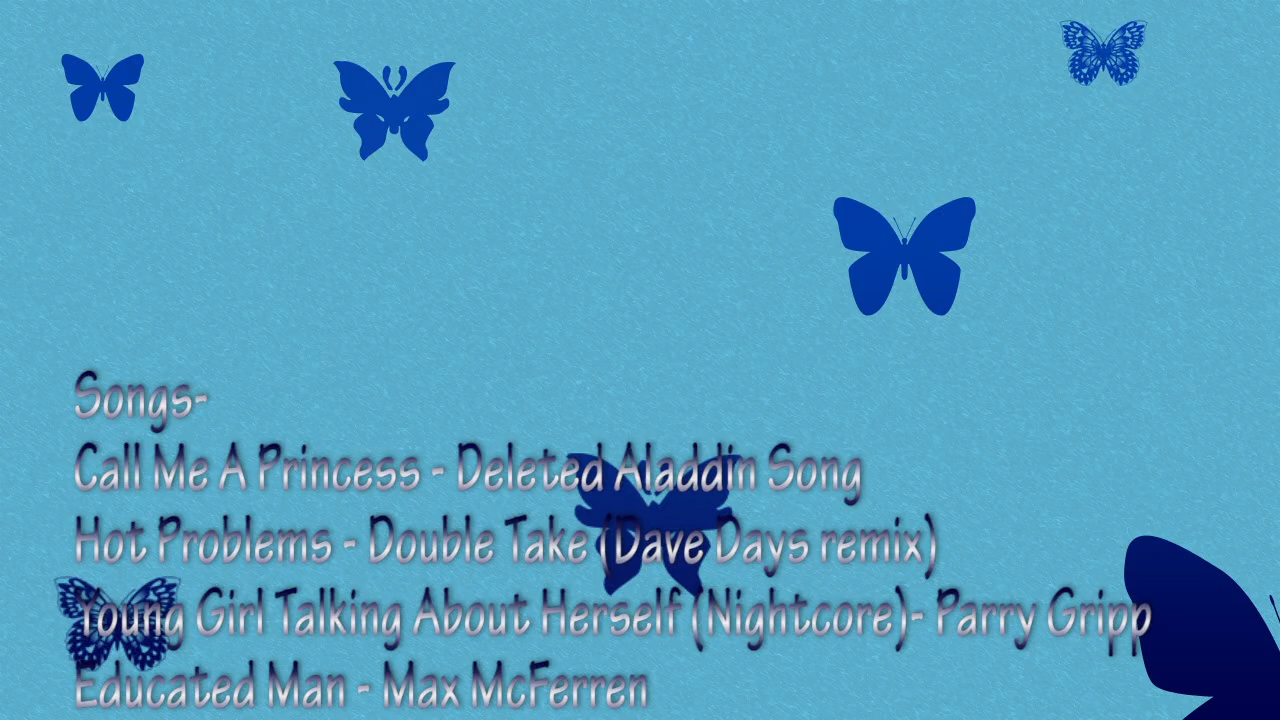 Songs-
Call Me A Princess - Deleted Aladdin Song
Hot Problems - Double Take (Dave Days remix)
Young Girl Talking About Herself (Nightcore)- Parry Gripp
Educated Man - Max McFerren